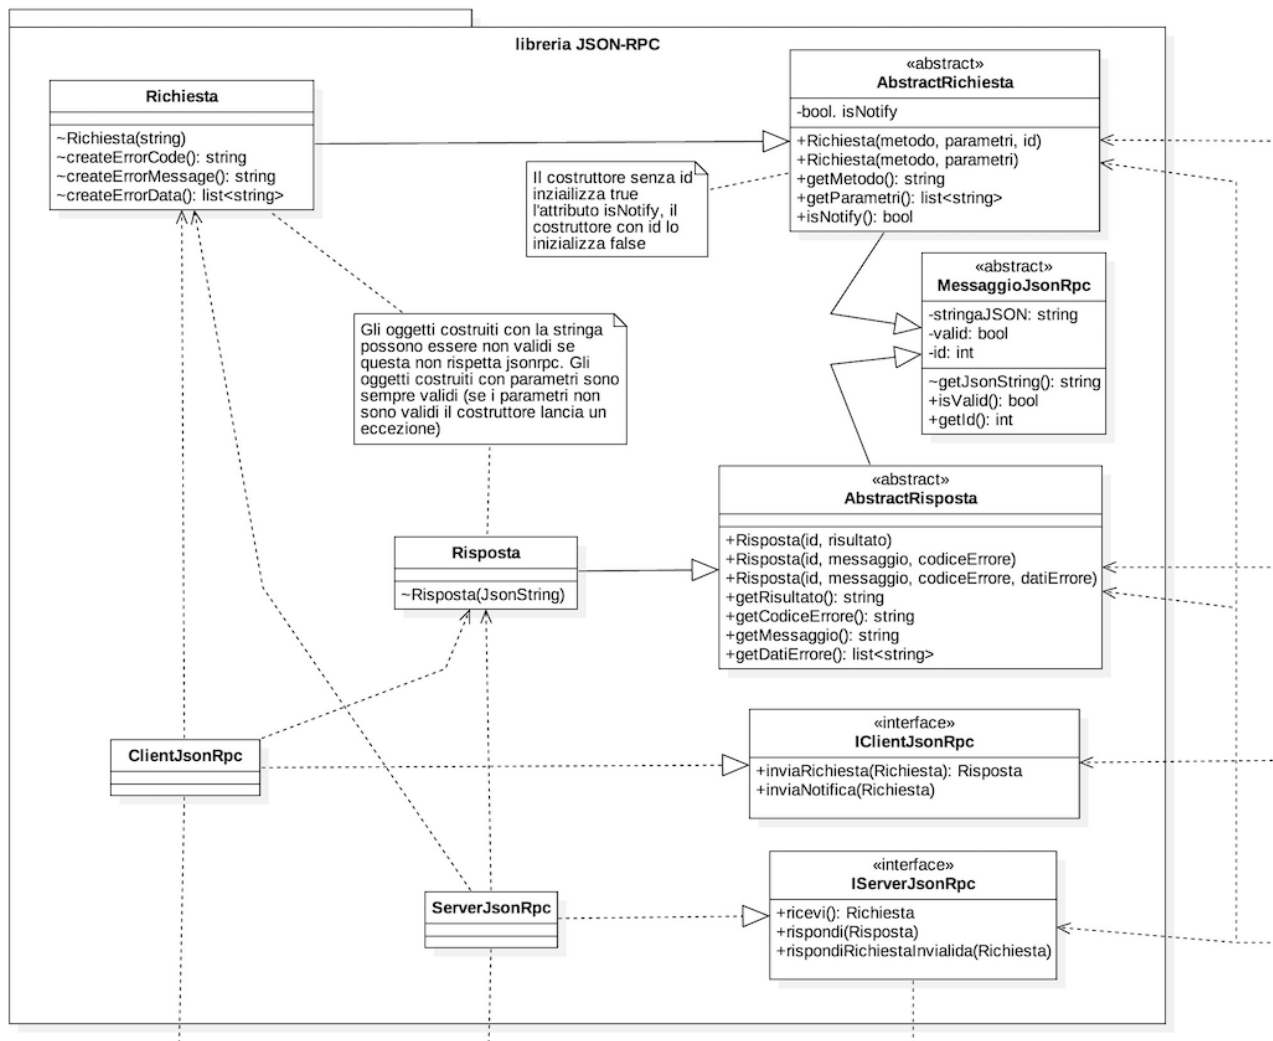 libreria JSON-RPC
Richiesta
~Richiesta(string)
~createErrorCode(): string
~createErrorMessage(): string
~createErrorData(): list<string>
«abstract»
AbstractRichiesta
-bool. isNotify
+Richiesta(metodo, parametri, id)
+Richiesta(metodo, parametri)
+getMetodo(): string
+getParametri(): list<string>
+isNotify(): bool
Il costruttore senza id
inziailizza true
l'attributo isNotify, il
costruttore con id lo
inizializza false
«abstract»
MessaggioJsonRpc
-stringaJSON: string
-valid: bool
-id: int
~getJsonString(): string
+isValid(): bool
+getId(): int
Gli oggetti costruiti con la stringa
possono essere non validi se
questa non rispetta jsonrpc. Gli
oggetti costruiti con parametri sono
sempre validi (se i parametri non
sono validi il costruttore lancia un
eccezione)
«abstract»
AbstractRisposta
+Risposta(id, risultato)
+Risposta(id, messaggio, codiceErrore)
+Risposta(id, messaggio, codiceErrore, datiErrore)
+getRisultato(): string
+getCodiceErrore(): string
+getMessaggio(): string
+getDatiErrore(): list<string>
Risposta
~Risposta(JsonString)
ClientJsonRpc
«interface»
IClientJsonRpc
+inviaRichiesta(Richiesta): Risposta
+inviaNotifica(Richiesta)
ServerJsonRpc
«interface»
IServerJsonRpc
+ricevi(): Richiesta
+rispondi(Risposta)
+rispondiRichiestaInvialida(Richiesta)